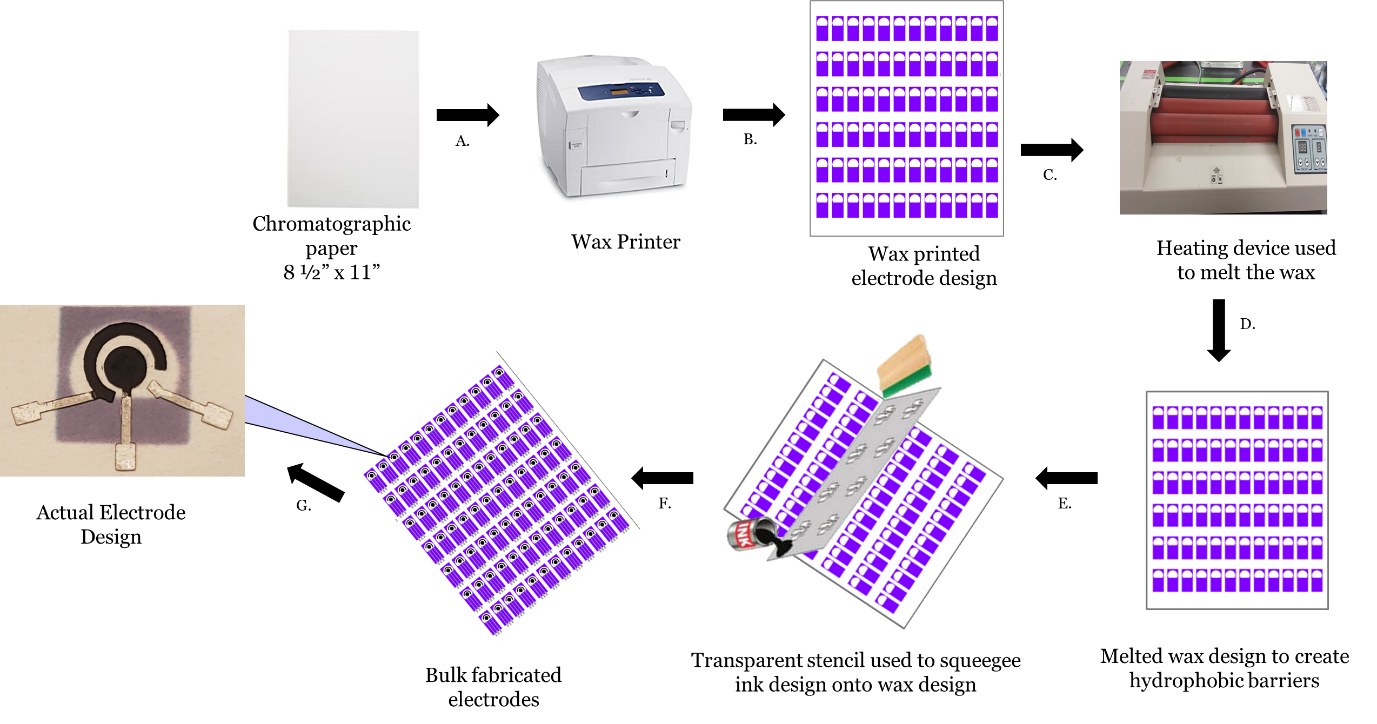 Chromatographic
paper
8 ½” x 11”
A.
Wax Printer
B.
Wax printed
electrode design
C.
Heating device used
to melt the wax
D.
Melted wax design to create
hydrophobic barriers
E.
INK
Transparent stencil used to squeegee
ink design onto wax design
F.
Bulk fabricated
electrodes
G.
Actual Electrode
Design